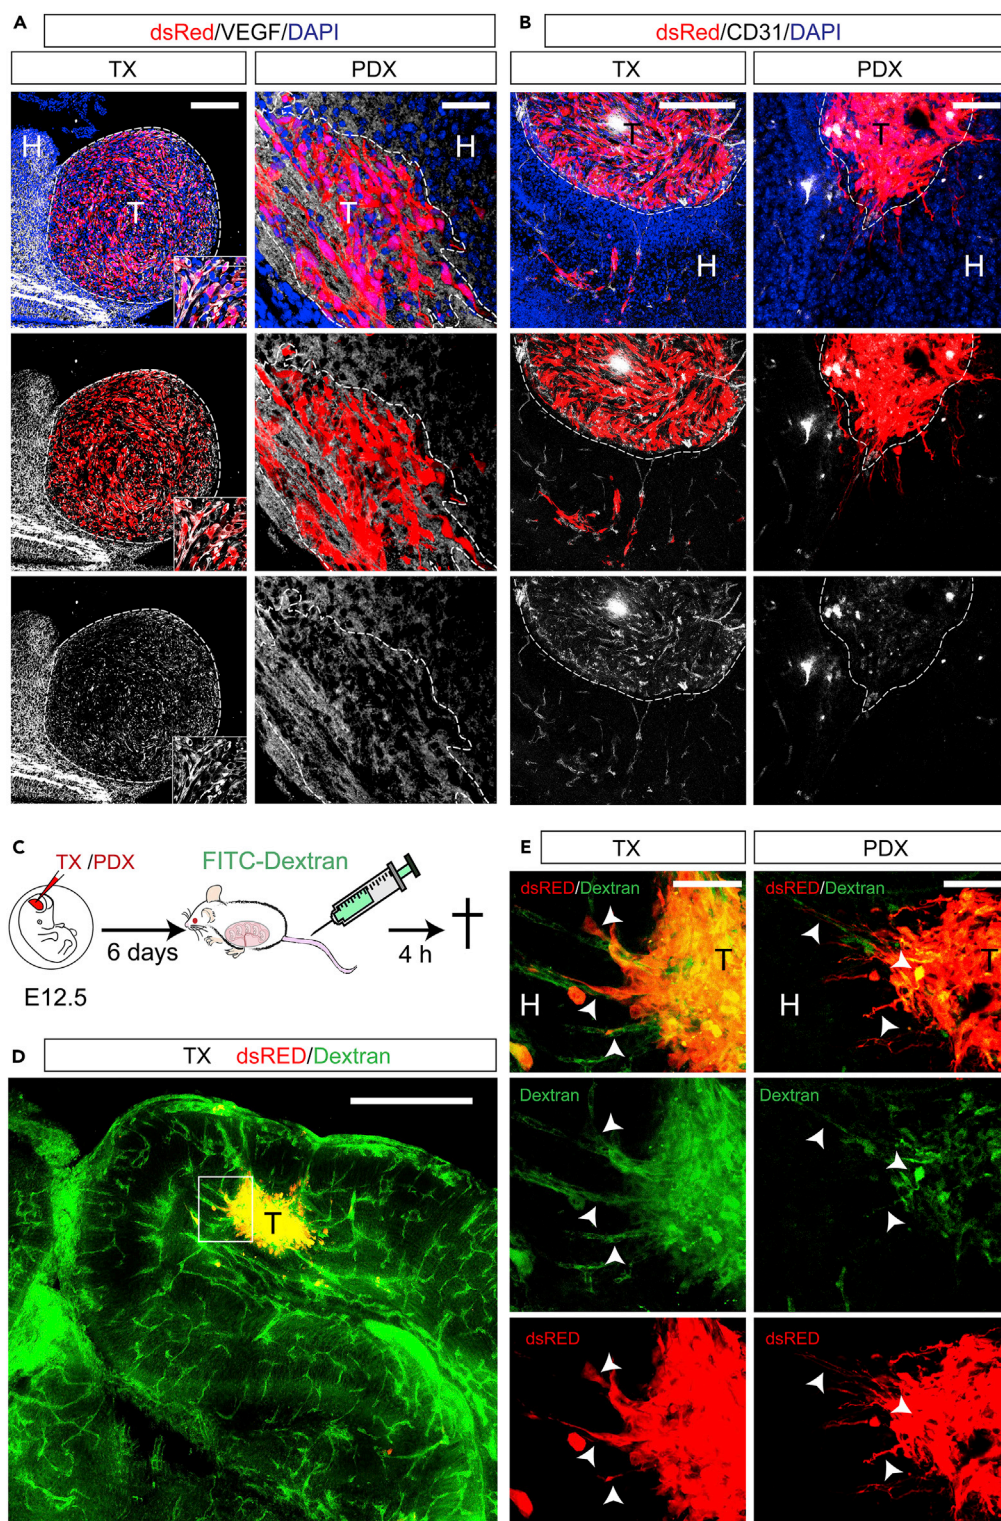 A
dsRed/VEGF/DAPI
TX
PDX
H
T
T
H
B
dsRed/CD31/DAPI
TX
PDX
T
H
T
H
C
TX /PDX
FITC-Dextran
6 days
4 h
E12.5
D
TX dsRED/Dextran
T
E
TX
PDX
dsRED/Dextran
H
T
dsRED/Dextran
H
T
Dextran
Dextran
dsRED
dsRED